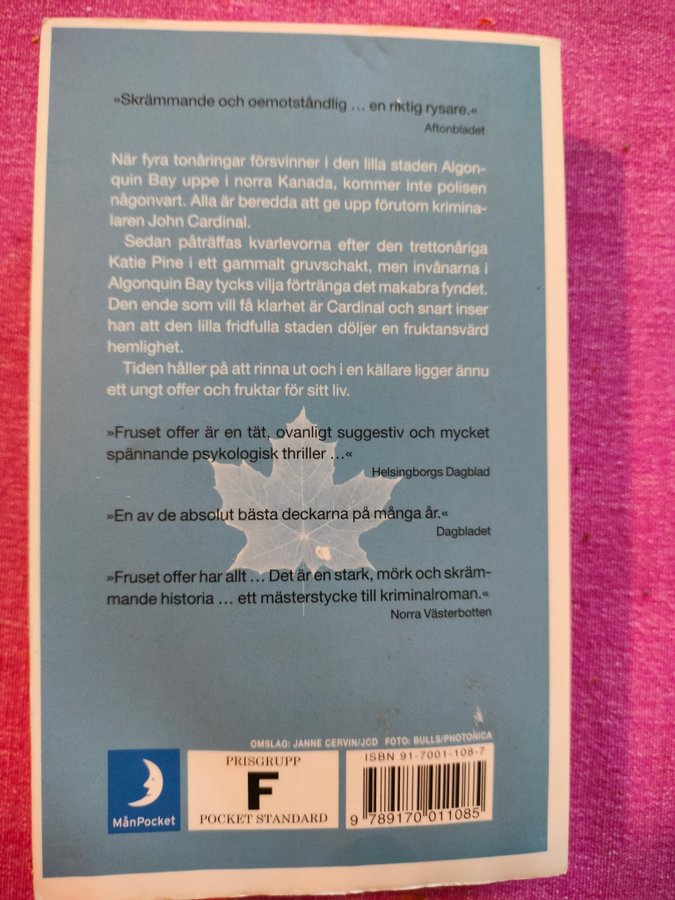 »Skrämmande och oemotståndlig ... en riktig rysare.«
Aftonbladet
När fyra tonåringar försvinner i den lilla staden Algon-
quin Bay uppe i norra Kanada, kommer inte polisen
någonvart. Alla är beredda att ge upp förutom krimina-
laren John Cardinal.
Sedan påträffas kvarlevorna efter den trettonåriga
Katie Pine i ett gammalt gruvschakt, men invånarna i
Algonquin Bay tycks vilja förtränga det makabra fyndet.
Den ende som vill få klarhet är Cardinal och snart inser
han att den lilla fridfulla staden döljer en fruktansvärd
hemlighet.
Tiden håller på att rinna ut och i en källare ligger ännu
ett ungt offer och fruktar för sitt liv.
»Fruset offer är en tät, ovanligt suggestiv och mycket
spännande psykologisk thriller ...«
Helsingborgs Dagblad
»En av de absolut bästa deckarna på många år.«
Dagbladet
»Fruset offer har allt ... Det är en stark, mörk och skräm-
mande historia ... ett mästerstycke till kriminalroman.«
Norra Västerbotten
OMSLAG: JANNE CERVIN/JCD FOTO: BULLS/PHOTONICA
MånPocket
PRISGRUPP
F
POCKET STANDARD
ISBN 91-7001-108-7
9 789170 011085